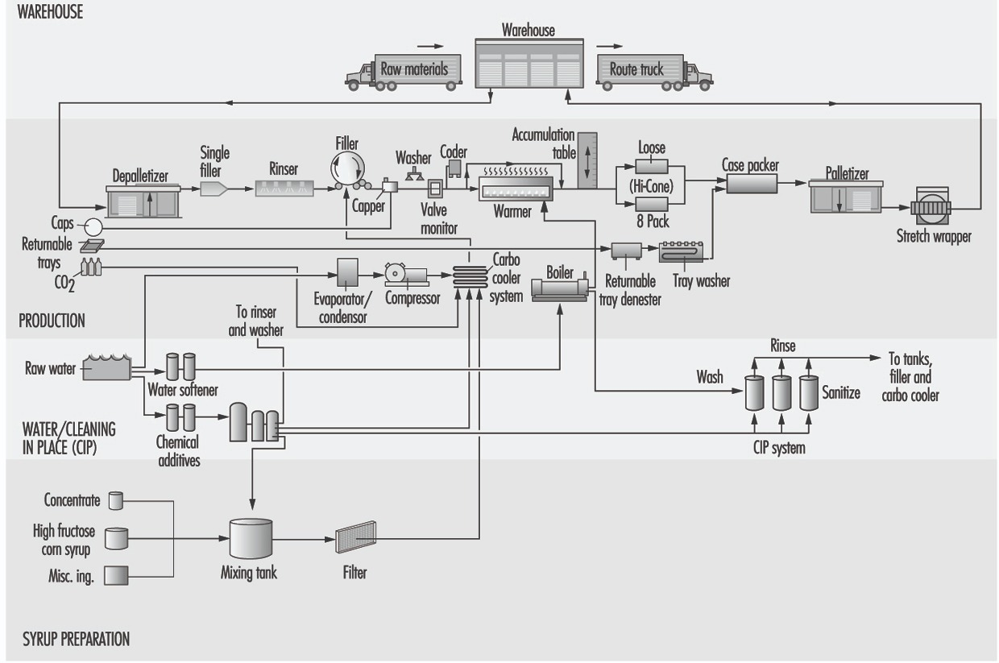 WAREHOUSE
Warehouse
Raw materials
Route truck
Accumulation
table
Filler
Washer
Coder
Single
filler
Rinser
Depalletizer
Loose
(Hi-Cone)
8 Pack
Case packer
Palletizer
Capper
Valve
monitor
Warmer
Stretch wrapper
Caps
Returnable
trays
CO2
Carbo
cooler
system
Boiler
Evaporator/
condensor
Compressor
Returnable
tray denester
Tray washer
To rinser
and washer
PRODUCTION
Raw water
Water softener
Wash
Rinse
To tanks,
filler and
carbo cooler
Sanitize
WATER/CLEANING
IN PLACE (CIP)
Chemical
additives
CIP system
Concentrate
High fructose
corn syrup
Misc. ing.
Mixing tank
Filter
SYRUP PREPARATION